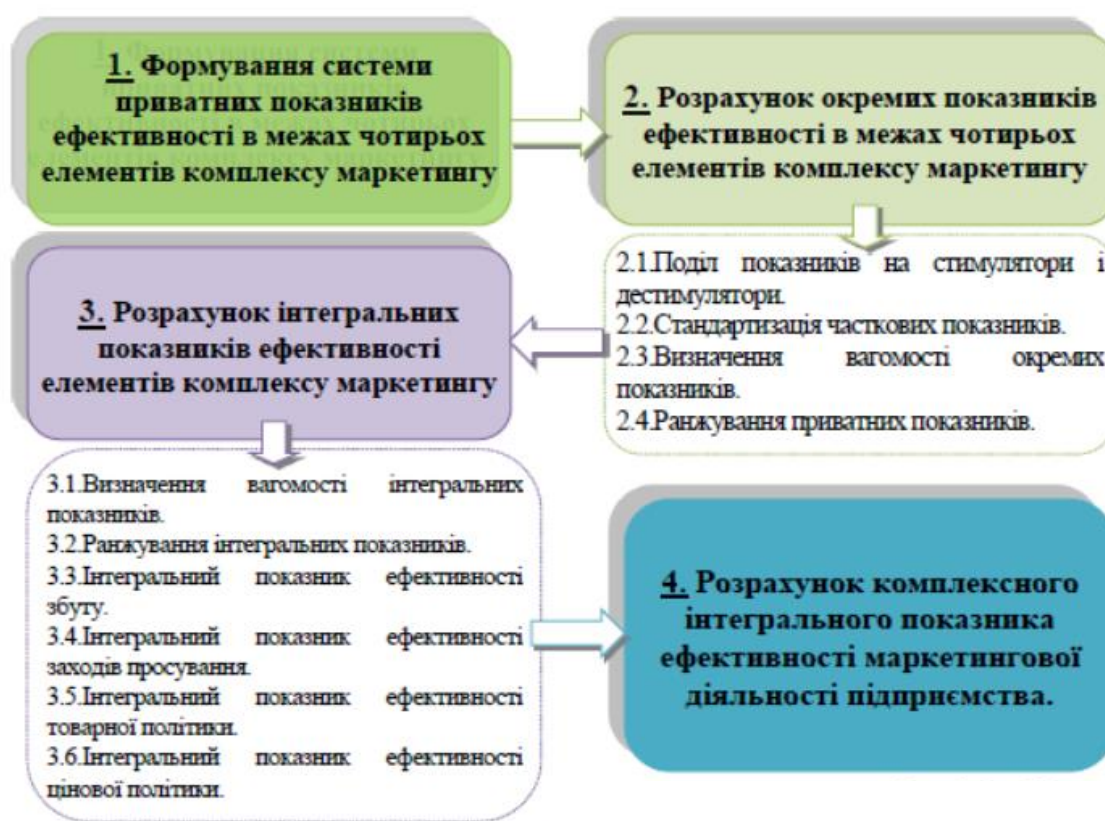 1. Формування системи
приватних показників
ефективності в межах чотирьох
елементів комплексу маркетингу
2. Розрахунок окремих показників
ефективності в межах чотирьох
елементів комплексу маркетингу
2.1.Поділ показників на стимулятори і
дестимулятори.
2.2.Стандартизація часткових показників.
2.3.Визначення вагомості окремих
показників.
2.4.Ранжування приватних показників.
3. Розрахунок інтегральних
показників ефективності
елементів комплексу маркетингу
3.1.Визначення вагомості інтегральних
показників.
3.2.Ранжування інтегральних показників.
3.3.Інтегральний показник ефективності
збуту.
3.4.Інтегральний показник ефективності
заходів просування.
3.5.Інтегральний показник ефективності
товарної політики.
3.6.Інтегральний показник ефективності
цінової політики.
4. Розрахунок комплексного
інтегрального показника
ефективності маркетингової
діяльності підприємства.